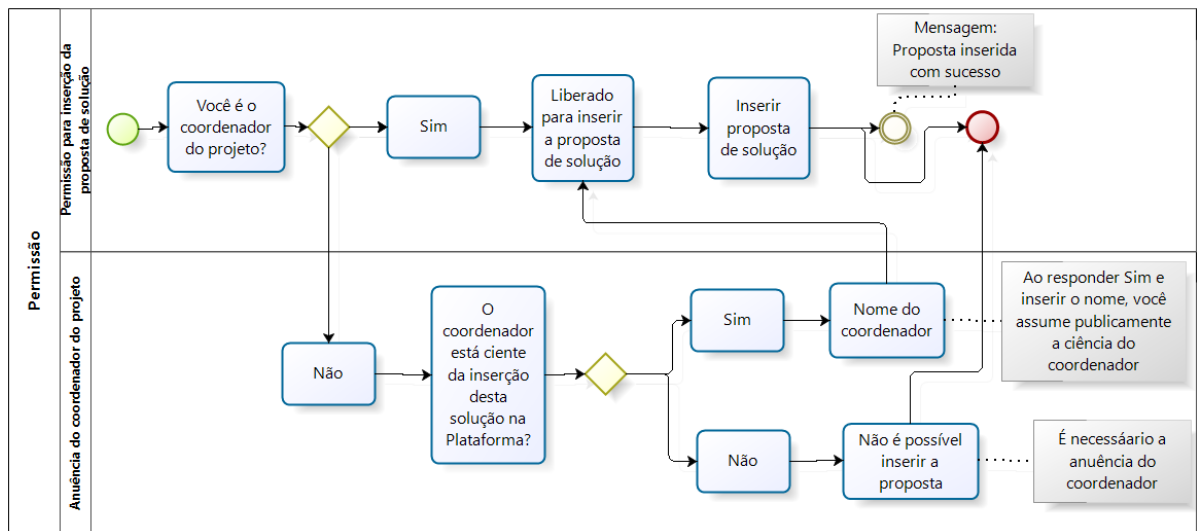 Permissão
Permissão para inserção da
proposta de solução
Você é o
coordenador
do projeto?
Sim
Liberado
para inserir
a proposta
de solução
Inserir
proposta
de solução
Mensagem:
Proposta inserida
com sucesso
Anuência do coordenador do projeto
Não
O
coordenador
está ciente
da inserção
desta
solução na
Plataforma?
Sim
Nome do
coordenador
Ao responder Sim e
inserir o nome, você
assume publicamente
a ciência do
coordenador
Não
Não é possível
inserir a
proposta
É necessáario a
anuência do
coordenador